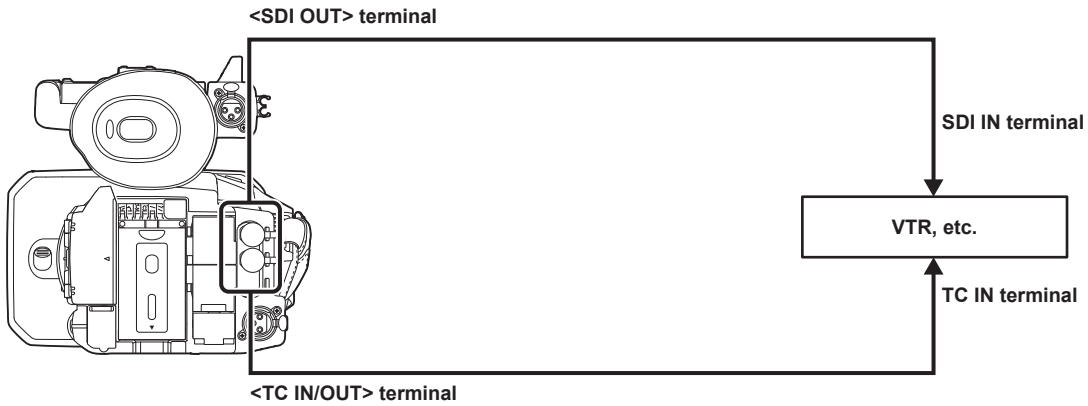 <SDI OUT> terminal
SDI IN terminal
VTR, etc.
TC IN terminal
<TC IN/OUT> terminal